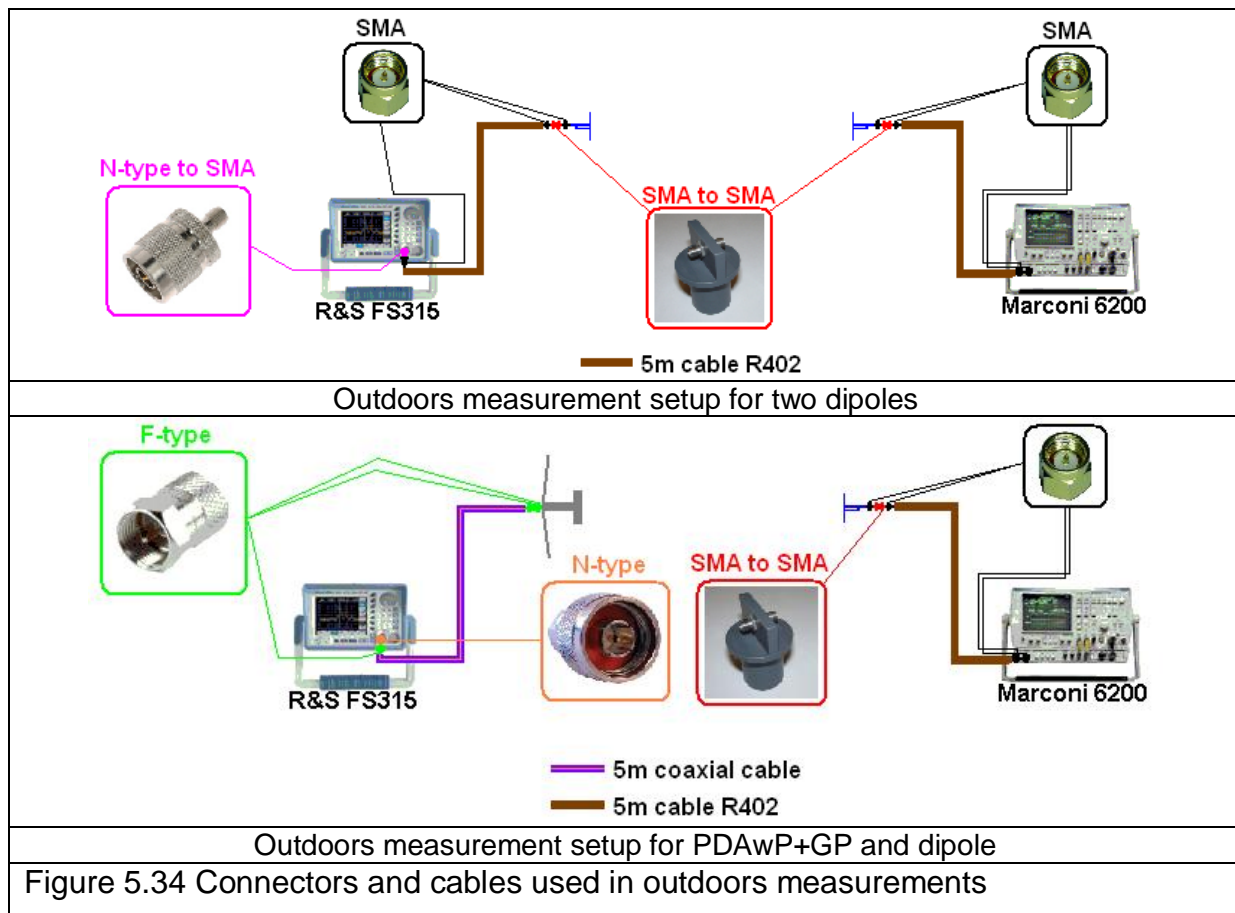 SMA
SMA
N-type to SMA
SMA to SMA
R&S FS315
Marconi 6200
5m cable R402
Outdoors measurement setup for two dipoles
F-type
N-type
SMA to SMA
R&S FS315
Marconi 6200
5m coaxial cable
5m cable R402
Outdoors measurement setup for PDAwP+GP and dipole
Figure 5.34 Connectors and cables used in outdoors measurements